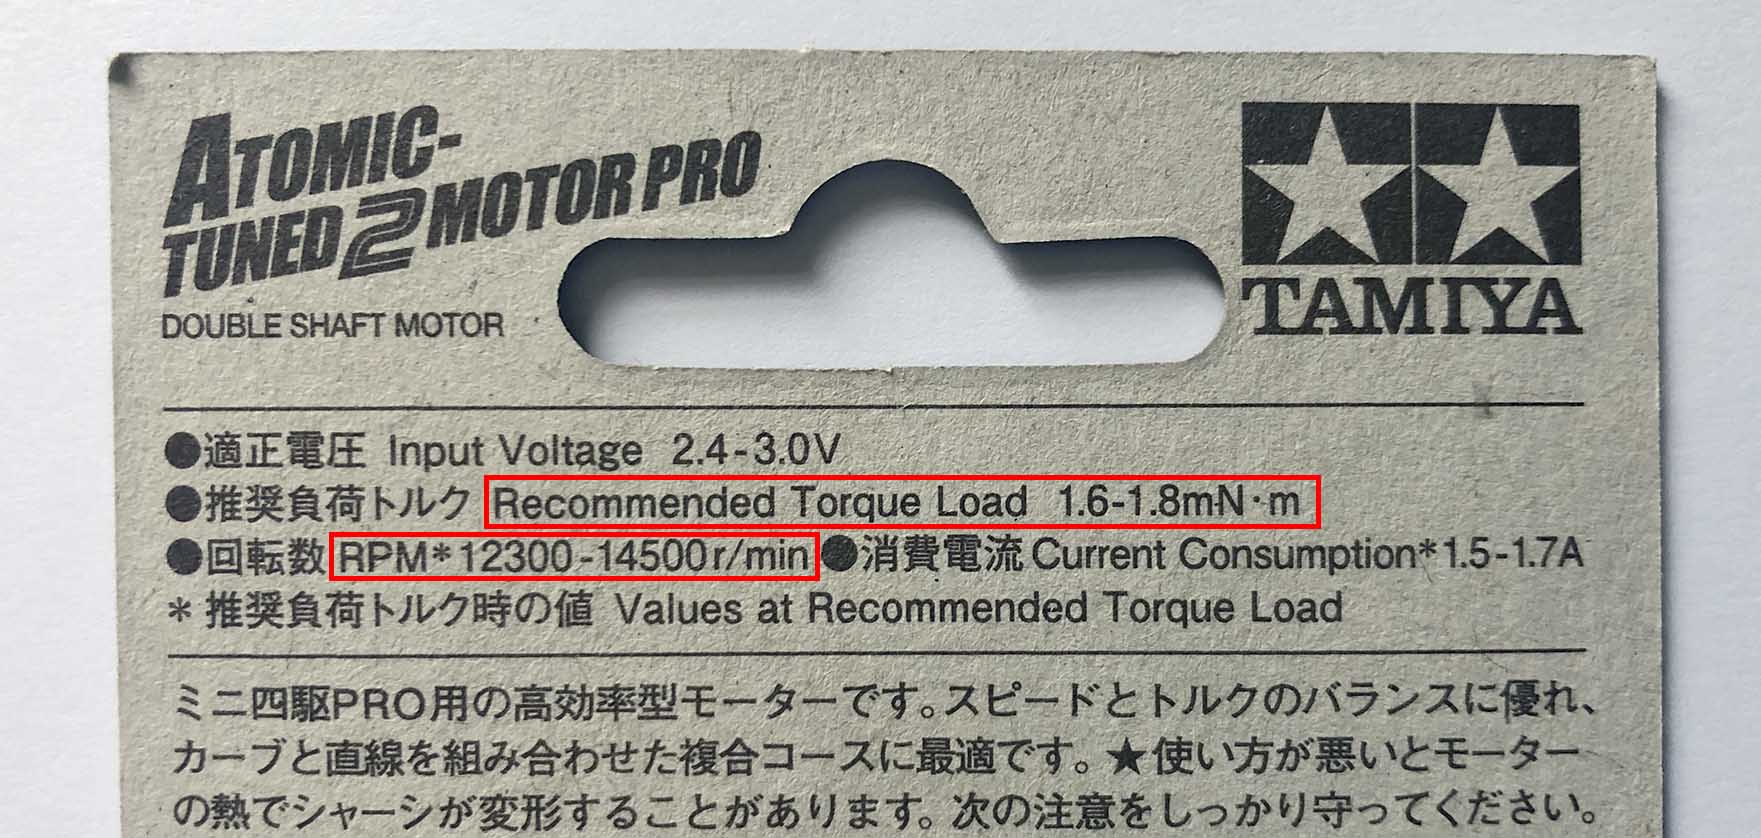 ATOMIC-
TUNED 2 MOTOR PRO
DOUBLE SHAFT MOTOR
TAMIYA
●適正電圧 Input Voltage 2.4-3.0V
●推奨負荷トルク Recommended Torque Load 1.6-1.8mN·m
●回転数 RPM*12300-14500r/min ●消費電流 Current Consumption*1.5-1.7A
* 推奨負荷トルク時の値 Values at Recommended Torque Load
ミニ四駆PRO用の高効率型モーターです。スピードとトルクのバランスに優れ、
カーブと直線を組み合わせた複合コースに最適です。★使い方が悪いとモーター
の熱でシャーシが変形することがあります。次の注意をしっかり守ってください。